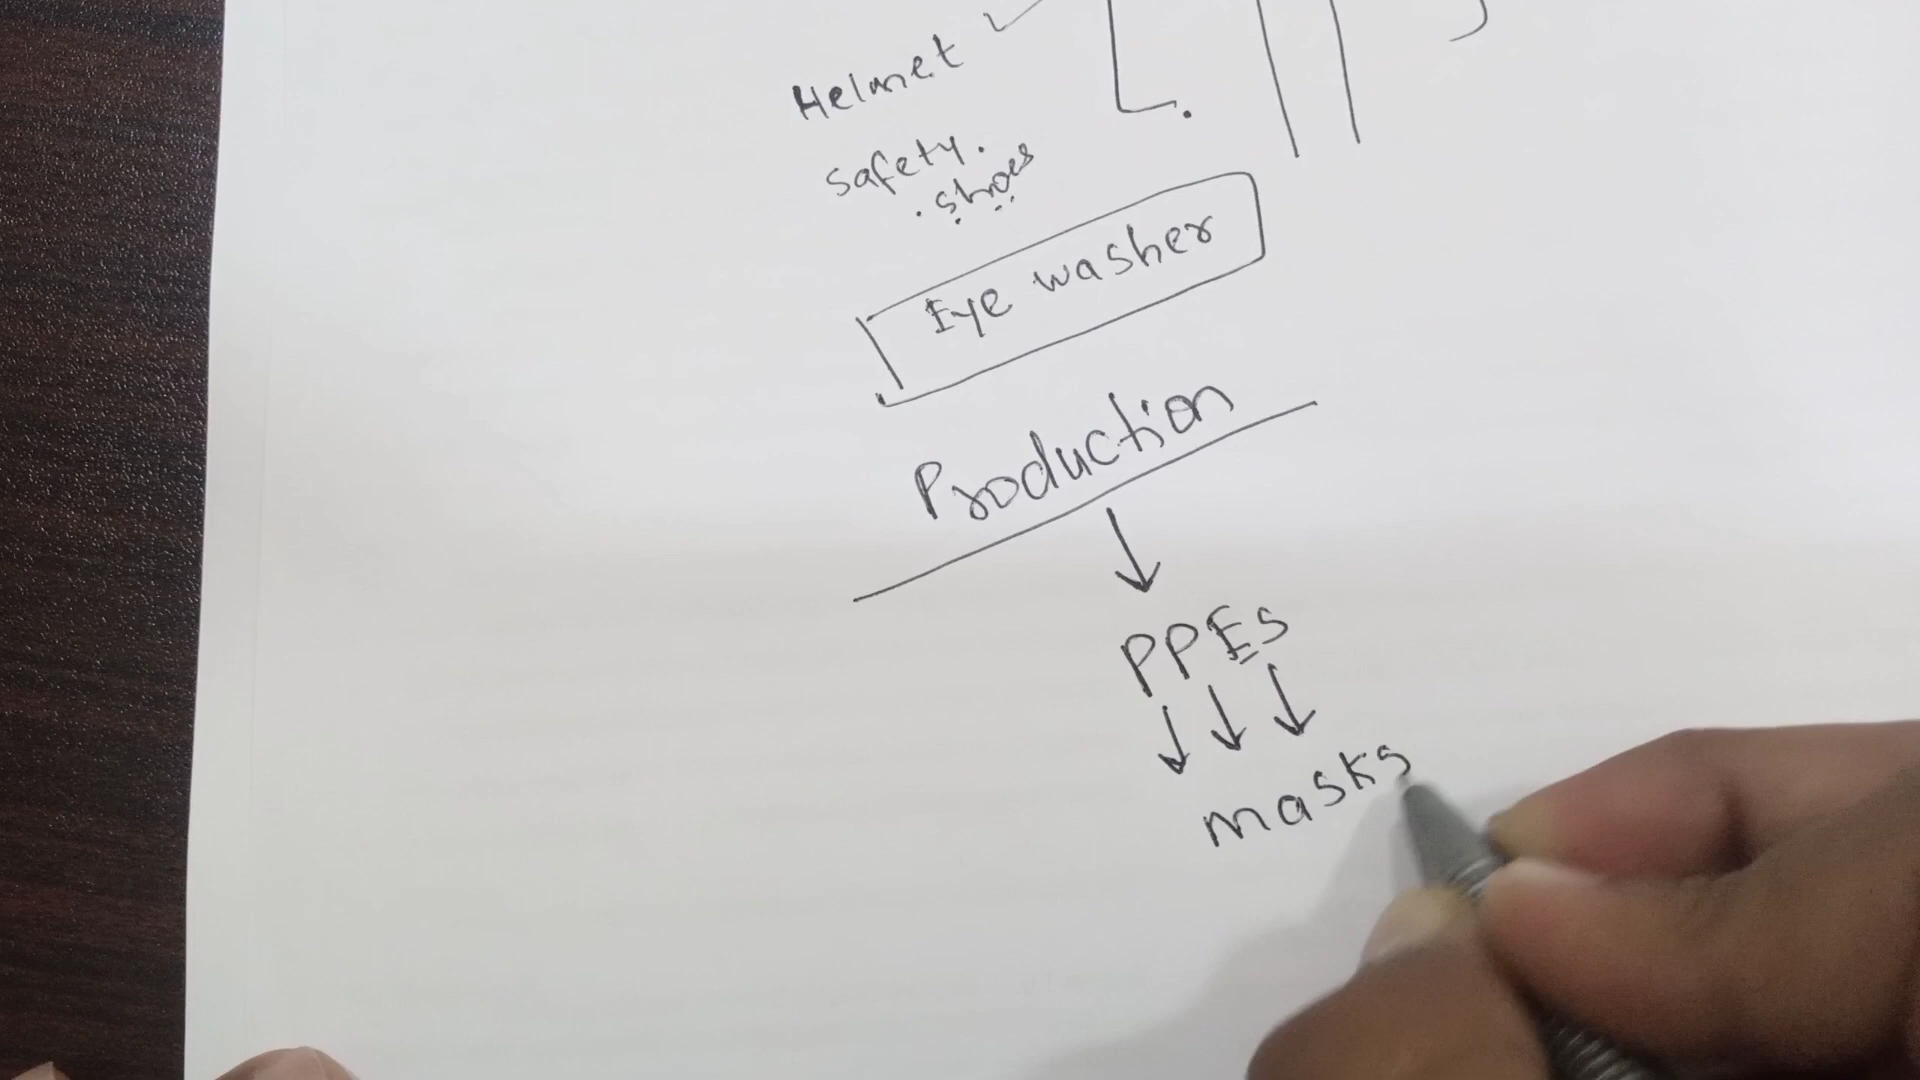 Helmet
Safety.
. Shoes
Eye washer
Production
PPEs
masks